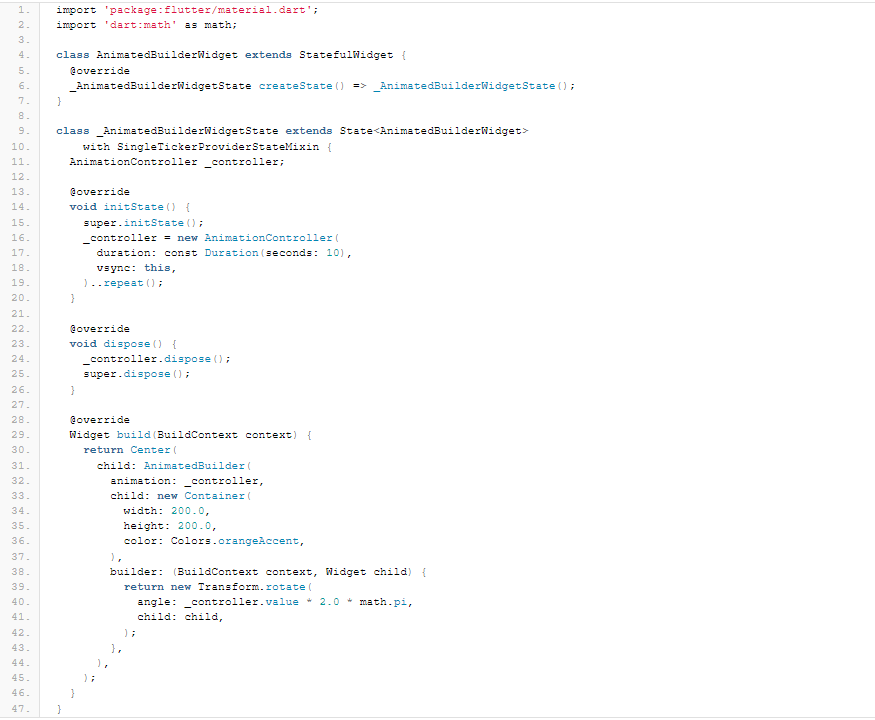 1. import 'package:flutter/material.dart';
2. import 'dart:math' as math;
3.
4. class AnimatedBuilderWidget extends StatefulWidget {
5.   @override
6.   _AnimatedBuilderWidgetState createState() => _AnimatedBuilderWidgetState();
7. }
8.
9. class _AnimatedBuilderWidgetState extends State<AnimatedBuilderWidget>
10.     with SingleTickerProviderStateMixin {
11.   AnimationController _controller;
12.
13.   @override
14.   void initState() {
15.     super.initState();
16.     _controller = new AnimationController(
17.       duration: const Duration(seconds: 10),
18.       vsync: this,
19.     )..repeat();
20.   }
21.
22.   @override
23.   void dispose() {
24.     _controller.dispose();
25.     super.dispose();
26.   }
27.
28.   @override
29.   Widget build(BuildContext context) {
30.     return Center(
31.       child: AnimatedBuilder(
32.         animation: _controller,
33.         child: new Container(
34.           width: 200.0,
35.           height: 200.0,
36.           color: Colors.orangeAccent,
37.         ),
38.         builder: (BuildContext context, Widget child) {
39.           return new Transform.rotate(
40.             angle: _controller.value * 2.0 * math.pi,
41.             child: child,
42.           );
43.         },
44.       ),
45.     );
46.   }
47. }